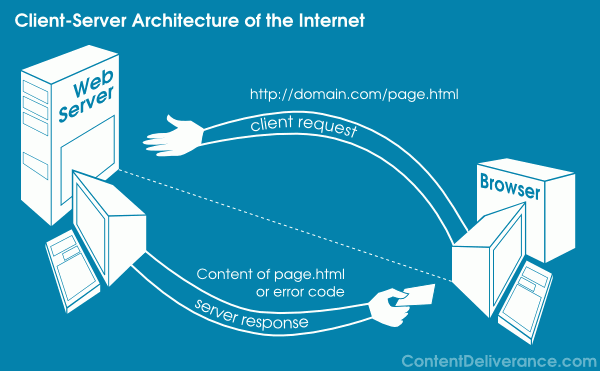 Client-Server Architecture of the Internet
Web
Server
http://domain.com/page.html
client request
Browser
Content of page.html
or error code
server response
ContentDeliverance.com